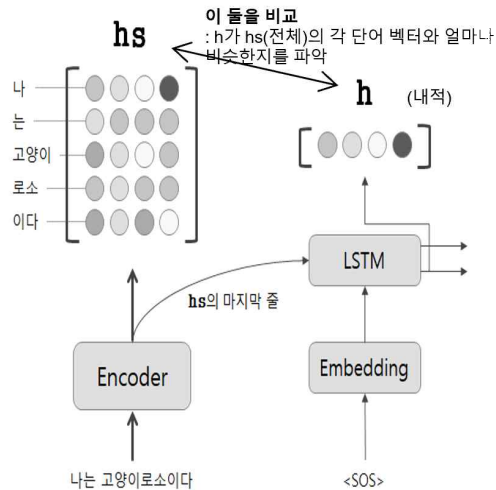 이 둘을 비교
: h가 hs(전체)의 각 단어 벡터와 얼마나
비슷한지를 파악
hs
h (내적)
나
는
고양이
로소
이다
LSTM
hs의 마지막 줄
Encoder
Embedding
나는 고양이로소이다
<SOS>